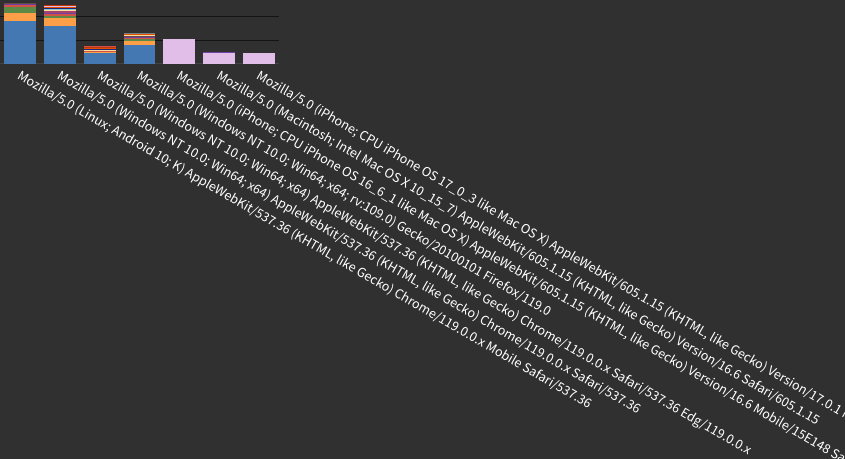 Mozilla/5.0 (Linux; Android 10; K) AppleWebKit/537.36 (KHTML, like Gecko) Chrome/119.0.0.x Mobile Safari/537.36
Mozilla/5.0 (Windows NT 10.0; Win64; x64) AppleWebKit/537.36 (KHTML, like Gecko) Chrome/119.0.0.x Safari/537.36
Mozilla/5.0 (Windows NT 10.0; Win64; x64) AppleWebKit/537.36 (KHTML, like Gecko) Chrome/119.0.0.x Safari/537.36 Edg/119.0.0.x
Mozilla/5.0 (Windows NT 10.0; Win64; x64; rv:109.0) Gecko/20100101 Firefox/119.0
Mozilla/5.0 (iPhone; CPU iPhone OS 16_6_1 like Mac OS X) AppleWebKit/605.1.15 (KHTML, like Gecko) Version/16.6 Mobile/15E148 Sa
Mozilla/5.0 (Macintosh; Intel Mac OS X 10_15_7) AppleWebKit/605.1.15 (KHTML, like Gecko) Version/16.6 Safari/605.1.15
Mozilla/5.0 (iPhone; CPU iPhone OS 17_0_3 like Mac OS X) AppleWebKit/605.1.15 (KHTML, like Gecko) Version/17.0.1